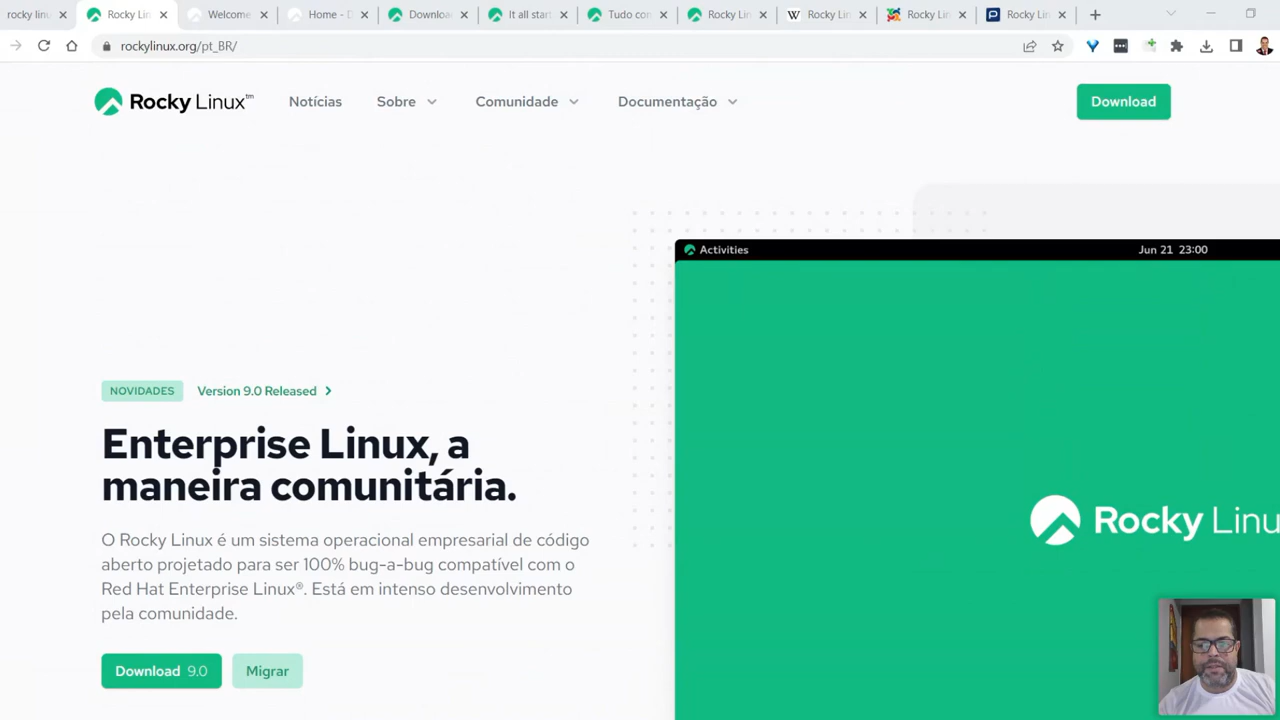 rocky linu
Rocky Lin
Welcome
Home - D
Downloa
It all start
Tudo con
Rocky Lin
Rocky Lin
Rocky Lin
Rocky Lin
rockylinux.org/pt_BR/
Rocky Linux™
Notícias
Sobre
Comunidade
Documentação
Download
Activities
Jun 21 23:00
NOVIDADES
Version 9.0 Released
Enterprise Linux, a
maneira comunitária.
O Rocky Linux é um sistema operacional empresarial de código
aberto projetado para ser 100% bug-a-bug compatível com o
Red Hat Enterprise Linux®. Está em intenso desenvolvimento
pela comunidade.
Rocky Linu
Download 9.0
Migrar